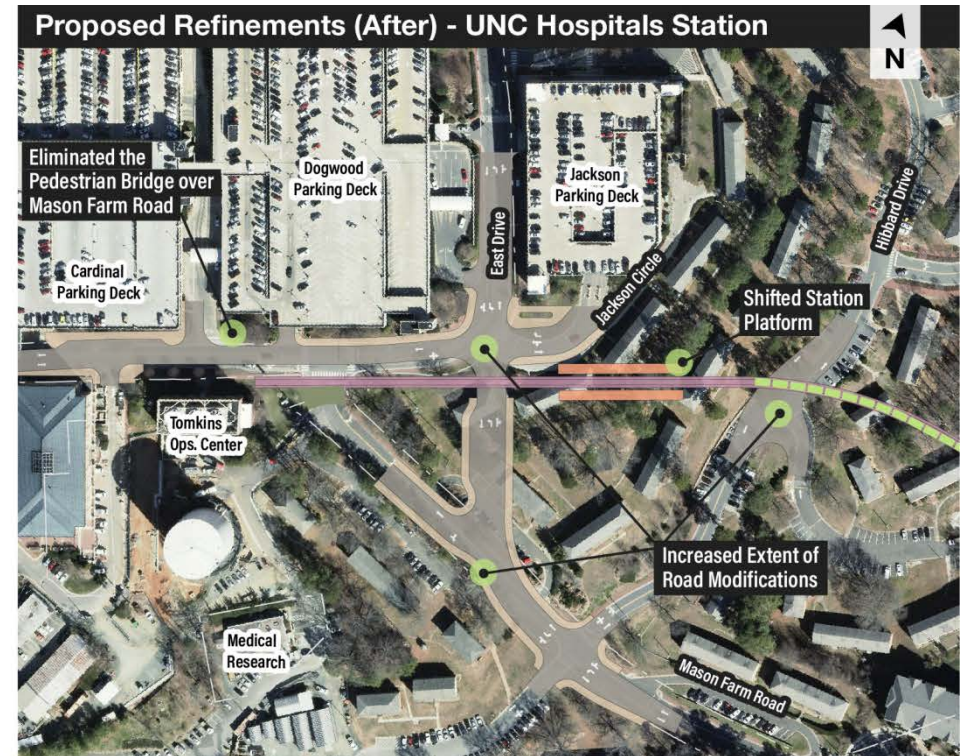 Proposed Refinements (After) - UNC Hospitals Station
N
Eliminated the
Pedestrian Bridge over
Mason Farm Road
Dogwood
Parking Deck
Jackson
Parking Deck
East Drive
Hibbard Drive
Cardinal
Parking Deck
Jackson Circle
Shifted Station
Platform
Tomkins
Ops. Center
Increased Extent of
Road Modifications
Medical
Research
Mason Farm Road